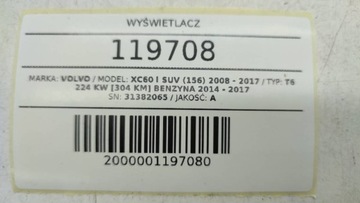 WYŚWIETLACZ
119708
MARKA: VOLVO / MODEL: XC60 I SUV (156) 2008 - 2017 / TYP: T6
224 KW [304 KM] BENZYNA 2014 - 2017
SN: 31382065 / JAKOŚĆ: A
2000001197080